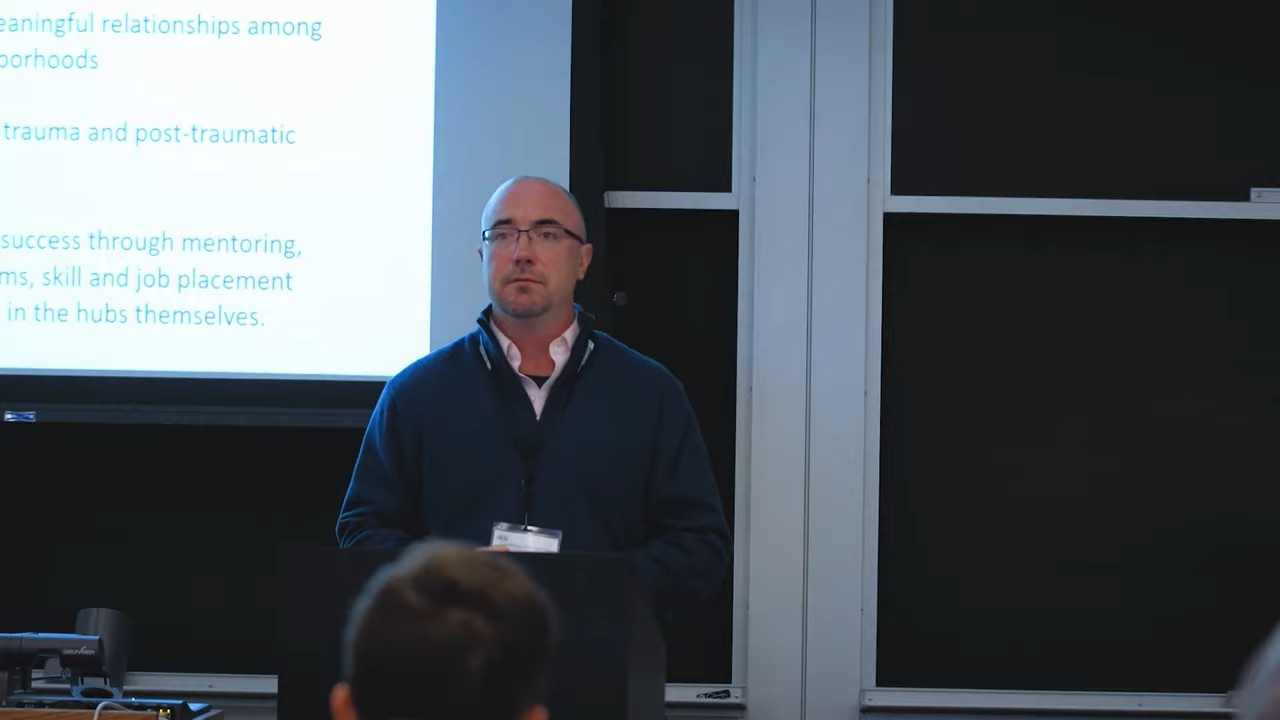 eaningful relationships among
borhoods
trauma and post-traumatic
success through mentoring,
ms, skill and job placement
in the hubs themselves.